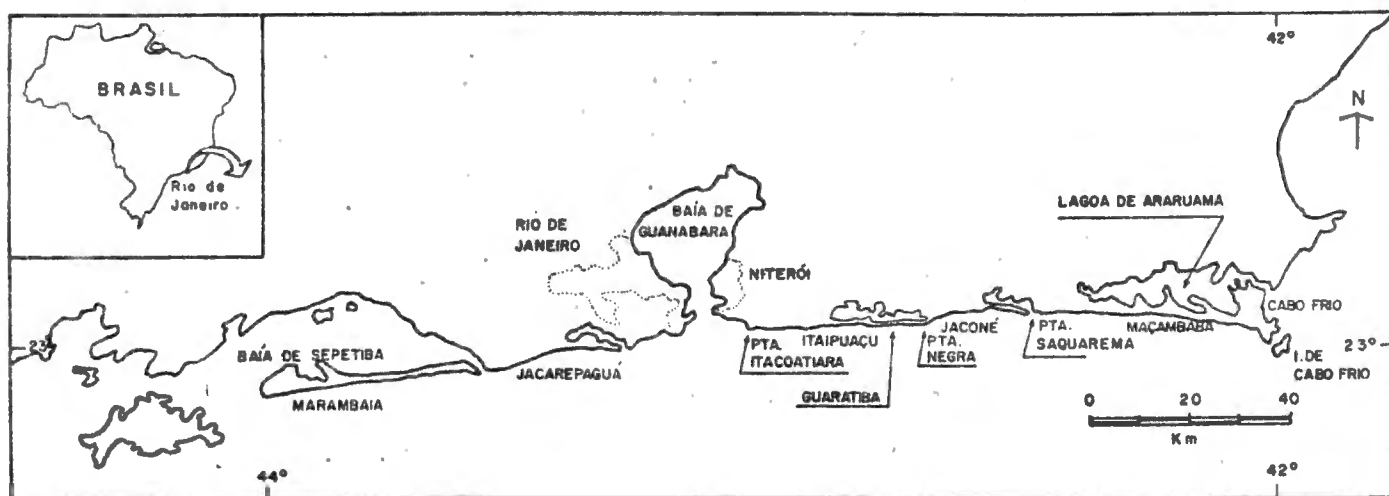 BRASIL
Rio de
Janeiro
42°
N
LAGOA DE ARARUAMA
BAÍA DE
GUANABARA
RIO DE
JANEIRO
NITERÓI
CABO FRIO
23°
BAÍA DE SEPETIBA
MARAMBAIA
JACAREPAGUÁ
PTA.
ITACOATIARA
ITAIPUAÇU
GUARATIBA
JACONÉ
PTA.
NEGRA
PTA.
SAQUAREMA
MAÇAMBABA
23°
I. DE
CABO FRIO
0 20 40
Km
44°
42°